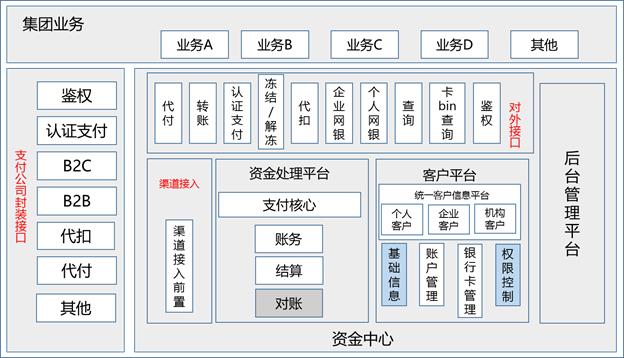 集团业务
业务A
业务B
业务C
业务D
其他
支付公司封装接口
鉴权
认证支付
B2C
B2B
代扣
代付
其他
代付
转账
认证支付
冻结/解冻
代扣
企业网银
个人网银
查询
卡bin查询
鉴权
对外接口
渠道接入
渠道接入前置
资金处理平台
支付核心
账务
结算
对账
客户平台
统一客户信息平台
个人
客户
企业
客户
机构
客户
基础信息
账户管理
银行卡管理
权限控制
后台管理平台
资金中心